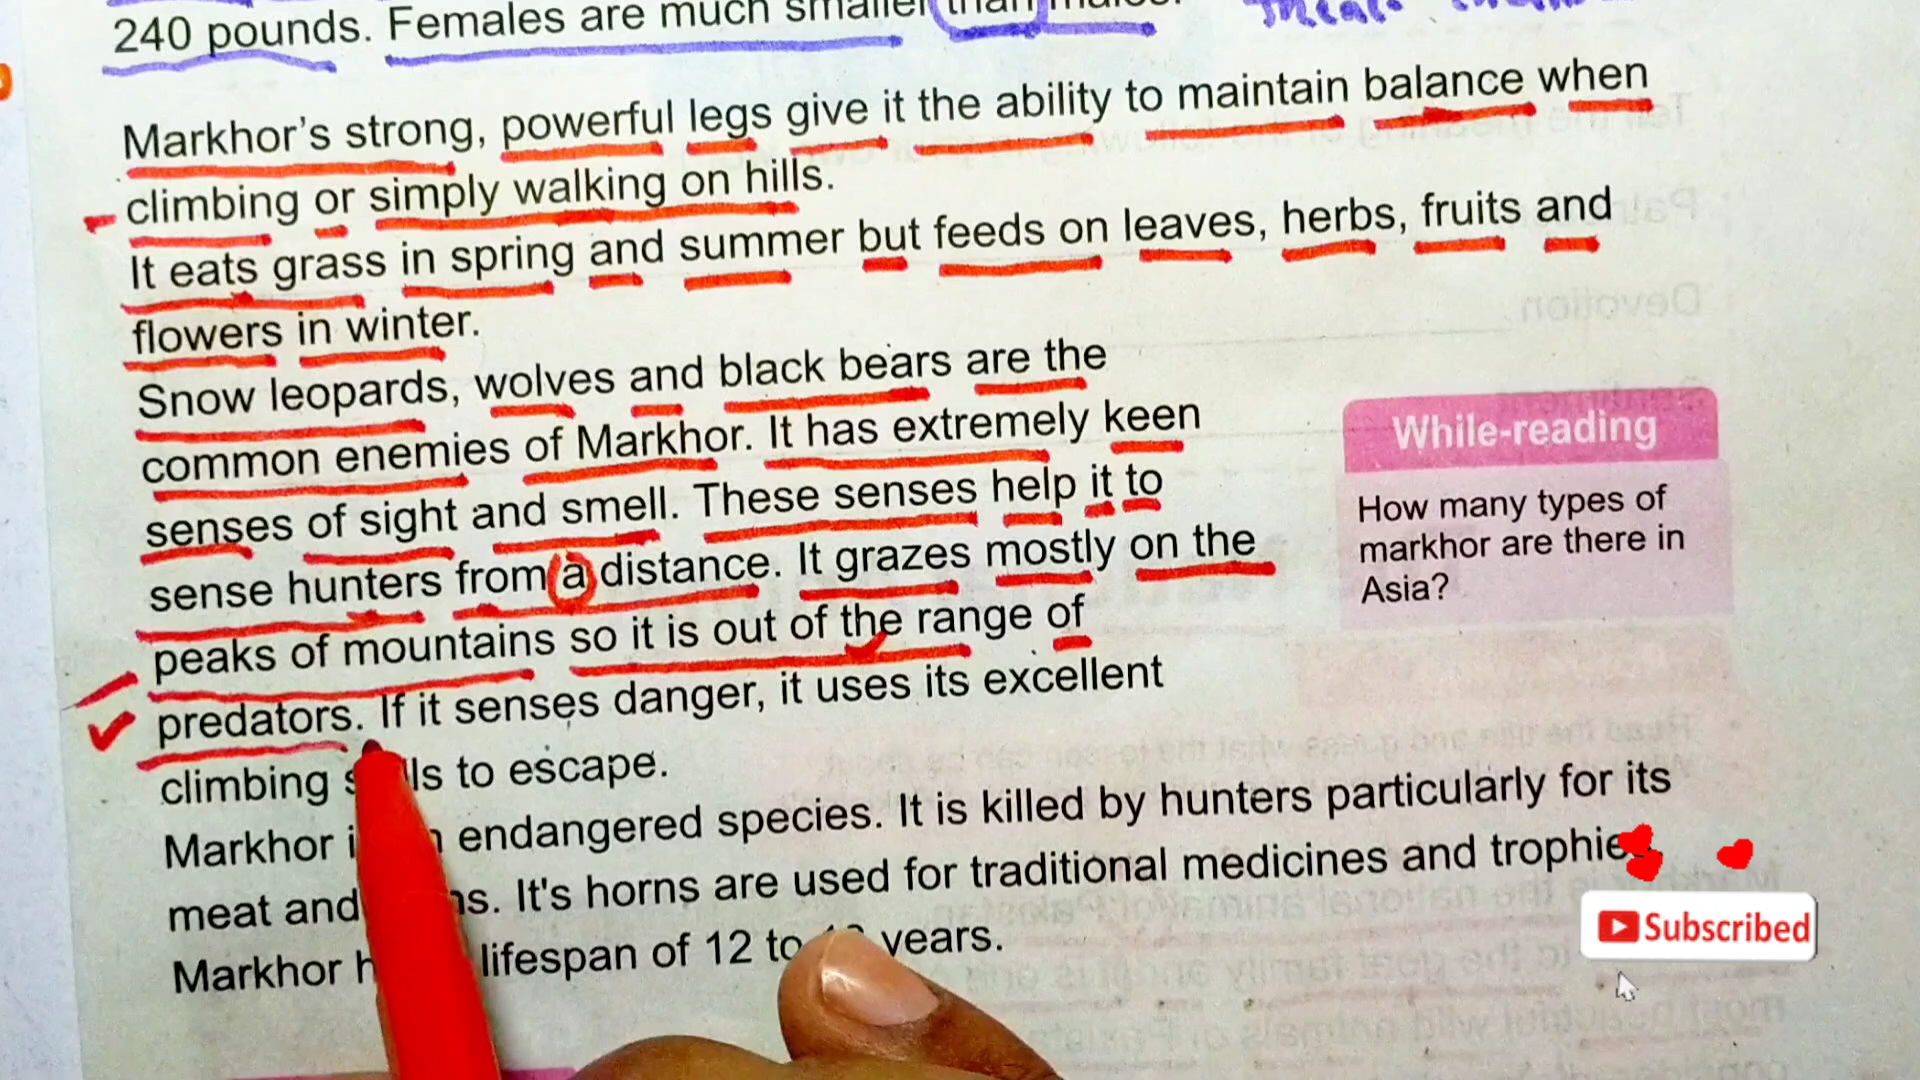 240 pounds. Females are much smaller than males.
Markhor's strong, powerful legs give it the ability to maintain balance when
climbing or simply walking on hills.
It eats grass in spring and summer but feeds on leaves, herbs, fruits and
flowers in winter.
Snow leopards, wolves and black bears are the
common enemies of Markhor. It has extremely keen
senses of sight and smell. These senses help it to
sense hunters from a distance. It grazes mostly on the
peaks of mountains so it is out of the range of
predators. If it senses danger, it uses its excellent
climbing to escape.
Markhor endangered species. It is killed by hunters particularly for its
meat and It's horns are used for traditional medicines and
Markhor lifespan of 12 to years.
While-reading
How many types of
markhor are there in
Asia?
Subscribed